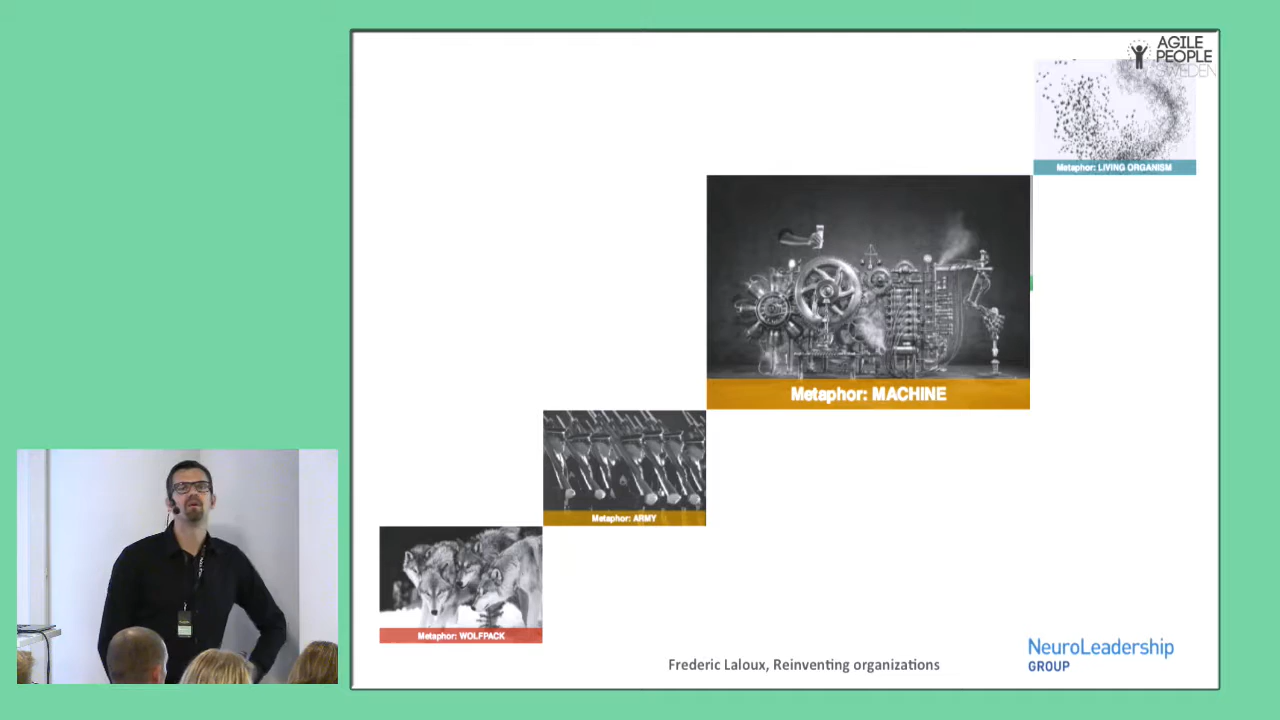 AGILE
PEOPLE
SWEDEN
Metaphor: LIVING ORGANISM
Metaphor: MACHINE
Metaphor: ARMY
Metaphor: WOLFPACK
Frederic Laloux, Reinventing organizations
NeuroLeadership
GROUP